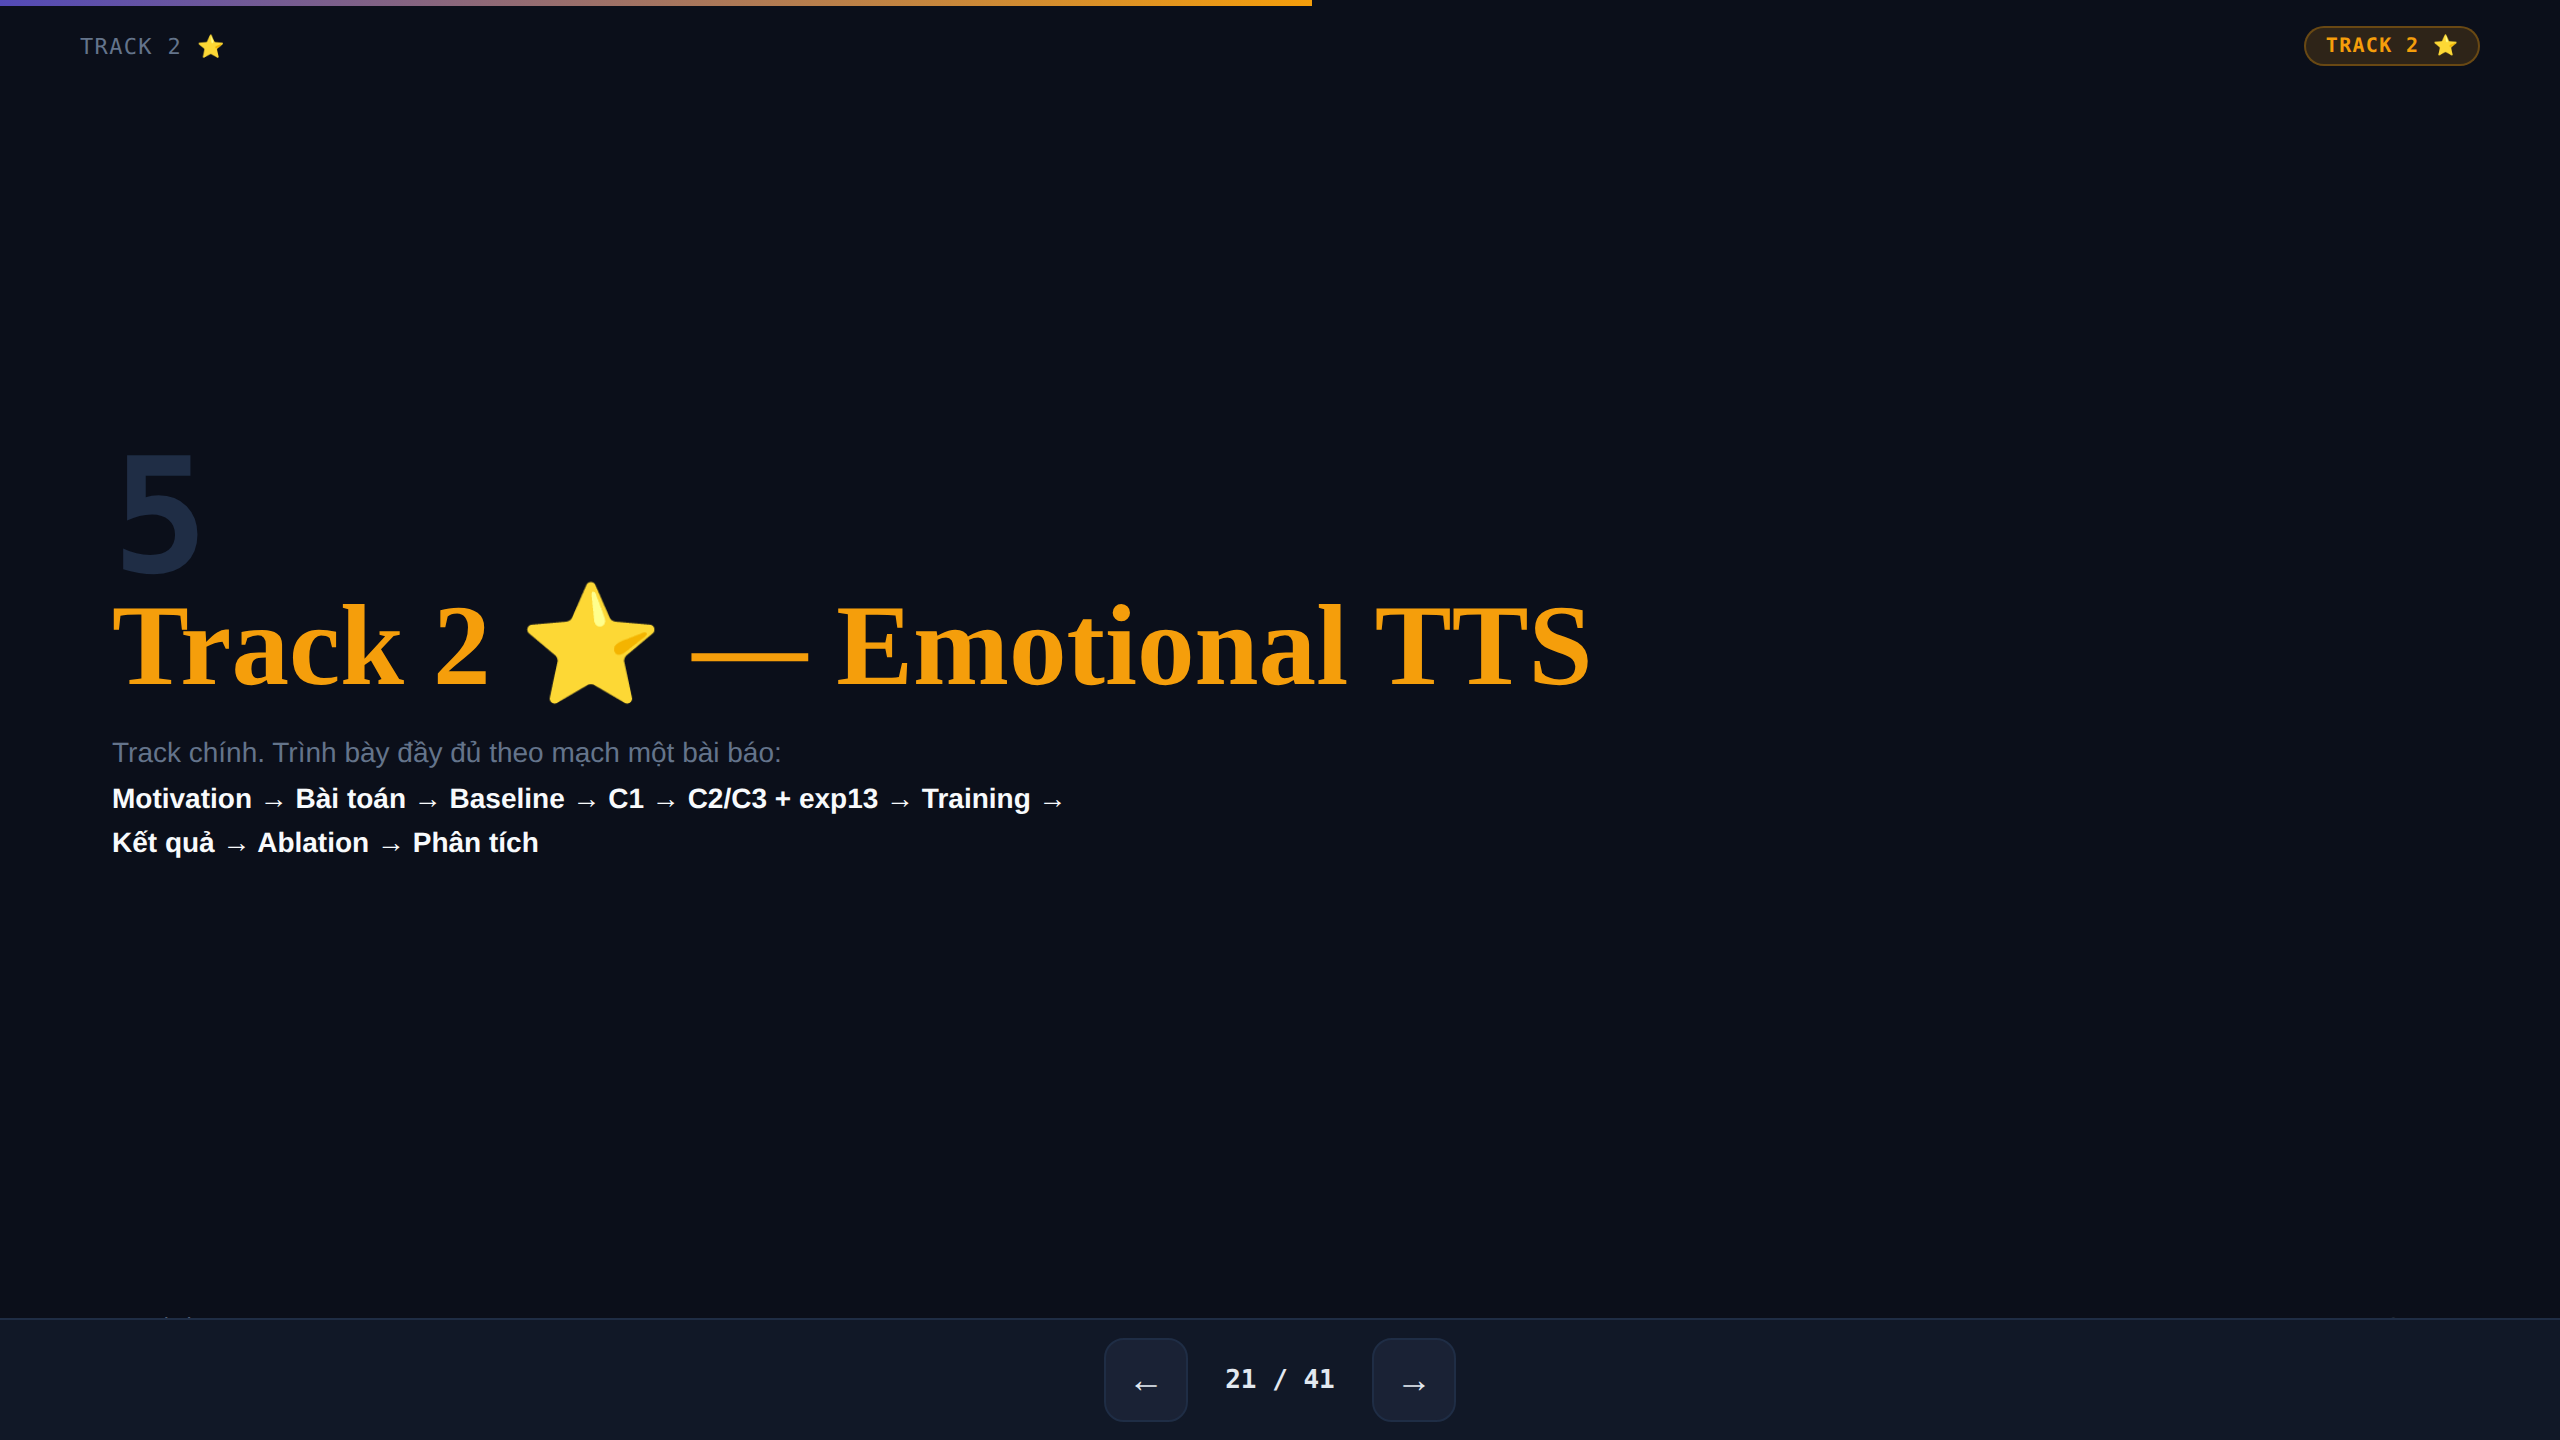 TRACK 2 ⭐
TRACK 2 ⭐
5
Track 2 ⭐ — Emotional TTS
Track chính. Trình bày đầy đủ theo mạch một bài báo:
Motivation → Bài toán → Baseline → C1 → C2/C3 + exp13 → Training →
Kết quả → Ablation → Phân tích
← 21 / 41 →